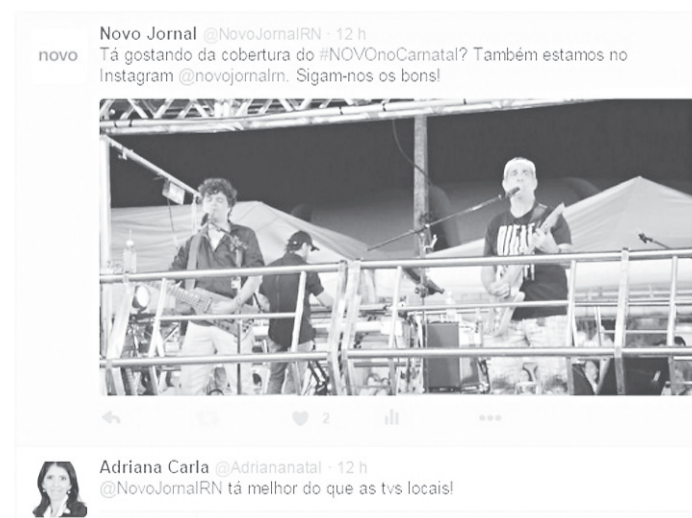 Novo Jornal @NovoJornalRN · 12 h
novo
Tá gostando da cobertura do #NOVOnoCarnatal? Também estamos no
Instagram @novojornalrn. Sigam-nos os bons!
2
Adriana Carla @Adriananatal · 12 h
@NovoJornalRN tá melhor do que as tvs locais!